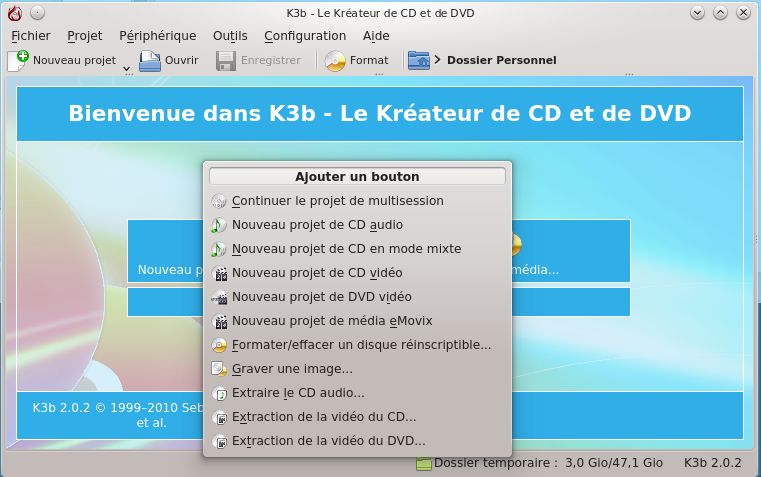 K3b - Le Kréateur de CD et de DVD
Fichier Projet Périphérique Outils Configuration Aide
Nouveau projet Ouvrir Enregistrer Format > Dossier Personnel
Bienvenue dans K3b - Le Kréateur de CD et de DVD
Ajouter un bouton
Continuer le projet de multisession
Nouveau projet de CD audio
Nouveau projet de CD en mode mixte
Nouveau projet de CD vidéo
Nouveau projet de DVD vidéo
Nouveau projet de média eMovix
Formater/effacer un disque réinscriptible...
Graver une image...
Extraire le CD audio...
Extraction de la vidéo du CD...
Extraction de la vidéo du DVD...
Nouveau p
média...
K3b 2.0.2 © 1999–2010 Seb
et al.
Dossier temporaire : 3,0 Gio/47,1 Gio K3b 2.0.2